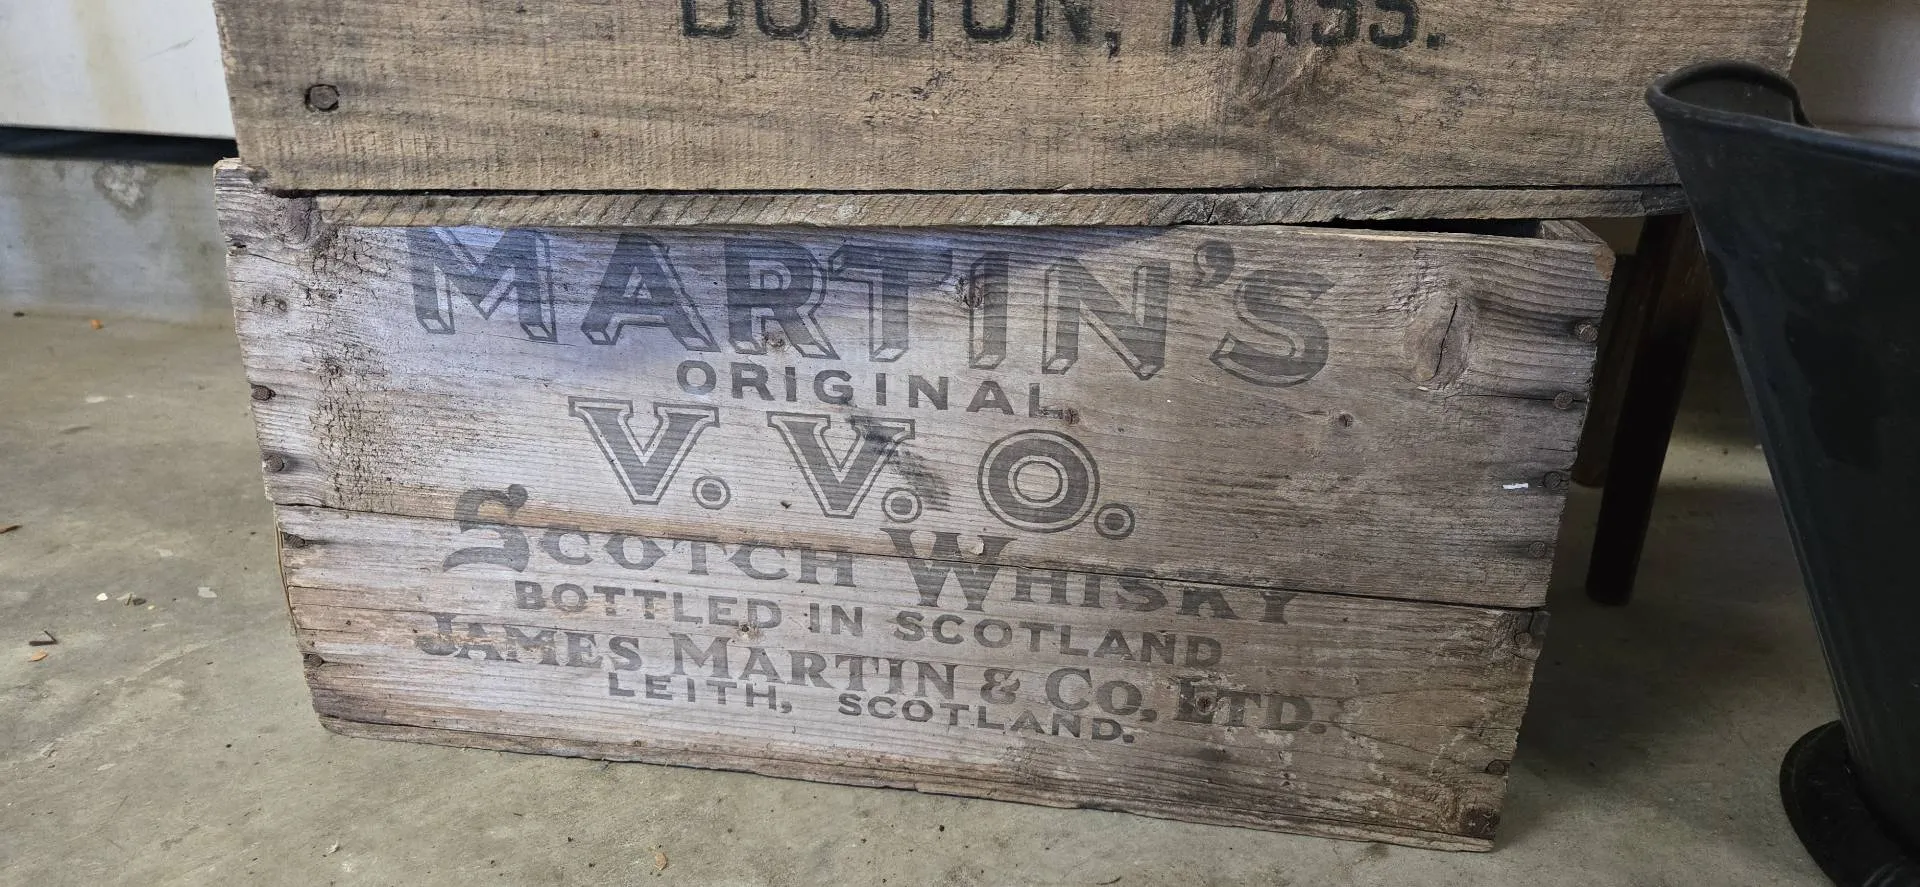 BOSTON, MASS.
MARTIN'S
ORIGINAL
V.V.O.
SCOTCH WHISKY
BOTTLED IN SCOTLAND
JAMES MARTIN & CO, LTD.
LEITH, SCOTLAND.